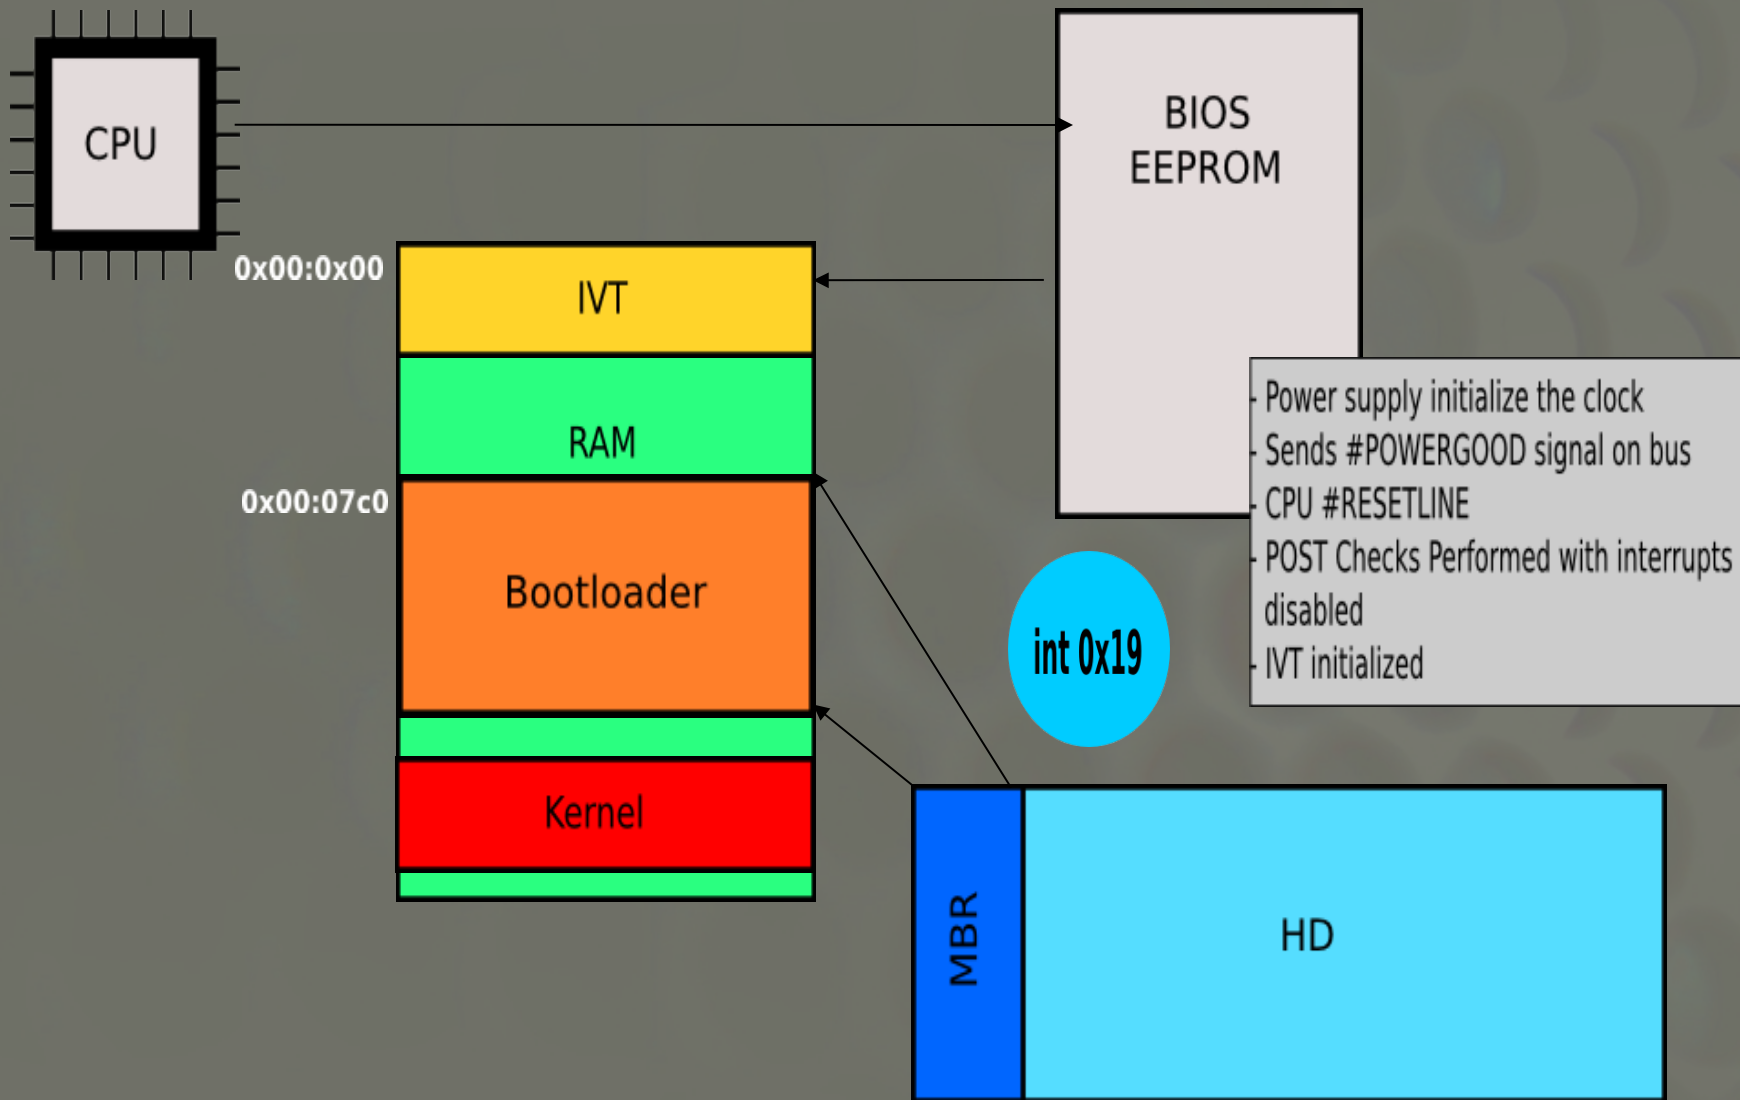 CPU
BIOS
EEPROM
0x00:0x00
IVT
RAM
- Power supply initialize the clock
- Sends #POWERGOOD signal on bus
- CPU #RESETLINE
- POST Checks Performed with interrupts
disabled
- IVT initialized
0x00:07c0
Bootloader
int 0x19
Kernel
MBR
HD